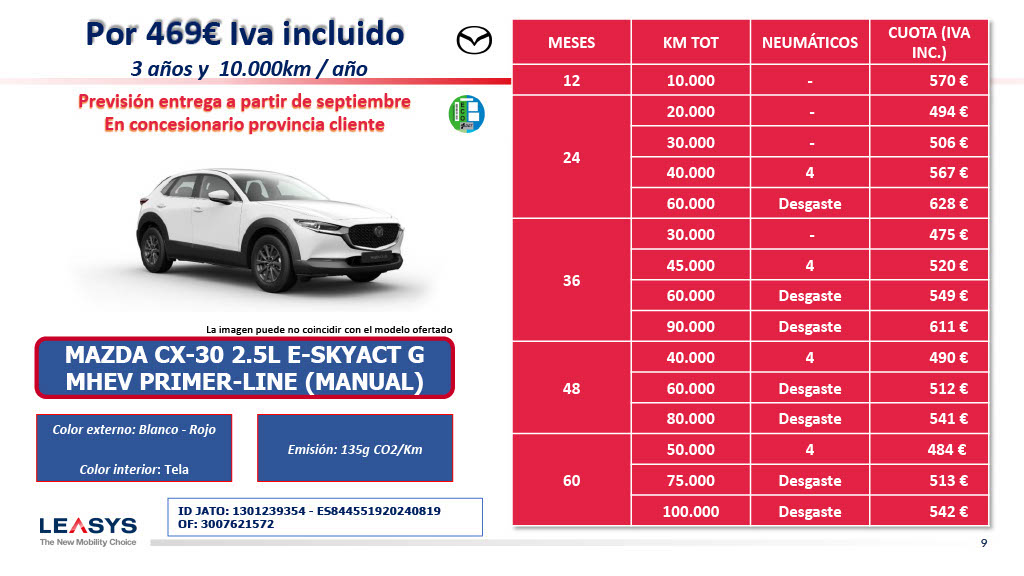 Por 469€ Iva incluido
3 años y 10.000km / año
Previsión entrega a partir de septiembre
En concesionario provincia cliente
La imagen puede no coincidir con el modelo ofertado
MAZDA CX-30 2.5L E-SKYACT G
MHEV PRIMER-LINE (MANUAL)
Color externo: Blanco - Rojo
Color interior: Tela
Emisión: 135g CO2/Km
ID JATO: 1301239354 - ES844551920240819
OF: 3007621572
LEASYS
The New Mobility Choice
MESES KM TOT NEUMÁTICOS CUOTA (IVA INC.)
12 10.000 - 570 €
24 20.000 - 494 €
30.000 - 506 €
40.000 4 567 €
60.000 Desgaste 628 €
36 30.000 - 475 €
45.000 4 520 €
60.000 Desgaste 549 €
90.000 Desgaste 611 €
48 40.000 4 490 €
60.000 Desgaste 512 €
80.000 Desgaste 541 €
60 50.000 4 484 €
75.000 Desgaste 513 €
100.000 Desgaste 542 €
9